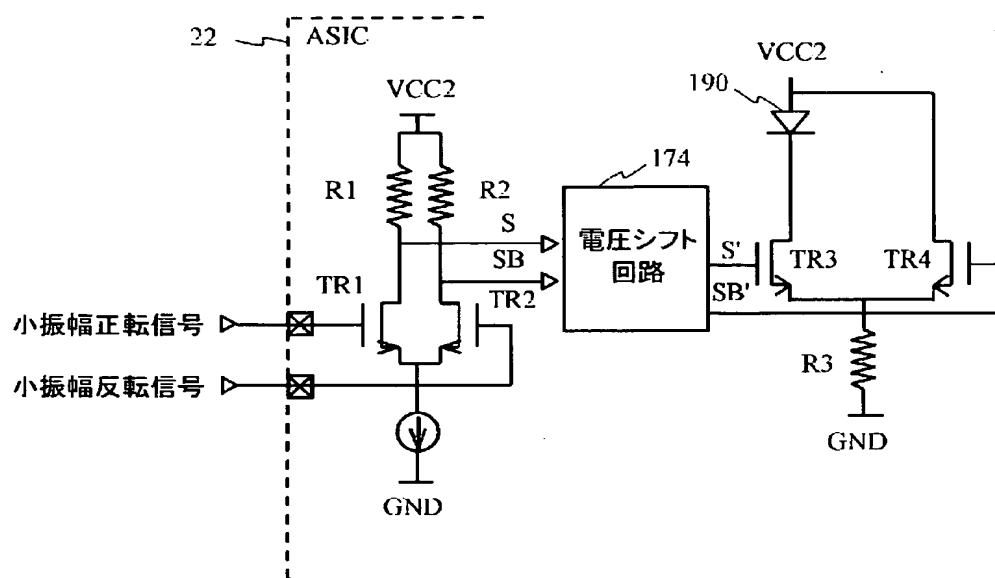 22
ASIC
VCC2
VCC2
190
174
R1
R2
S
SB
電圧シフト
回路
S'
SB'
TR3
TR4
TR1
TR2
小振幅正転信号
小振幅反転信号
R3
GND
GND